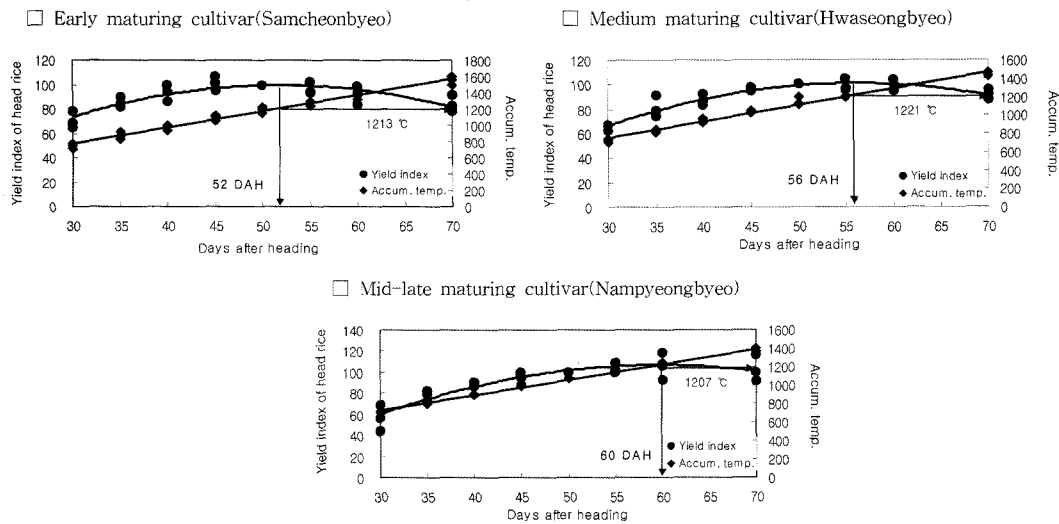 □ Early maturing cultivar(Samcheonbyeo)
Yield index of head rice
120
100
80
60
40
20
0
1800
1600
1400
1200
1000
800
600
400
200
0
Accum. temp.
1213 ℃
52 DAH
● Yield index
◆ Accum. temp.
30 35 40 45 50 55 60 65 70
Days after heading
□ Medium maturing cultivar(Hwaseongbyeo)
Yield index of head rice
120
100
80
60
40
20
0
1600
1400
1200
1000
800
600
400
200
0
Accum. temp.
1221 ℃
56 DAH
● Yield index
◆ Accum. temp.
30 35 40 45 50 55 60 65 70
Days after heading
□ Mid-late maturing cultivar(Nampyeongbyeo)
Yield index of head rice
140
120
100
80
60
40
20
0
1600
1400
1200
1000
800
600
400
200
0
Accum. temp.
1207 ℃
60 DAH
● Yield index
◆ Accum. temp.
30 35 40 45 50 55 60 65 70
Days after heading